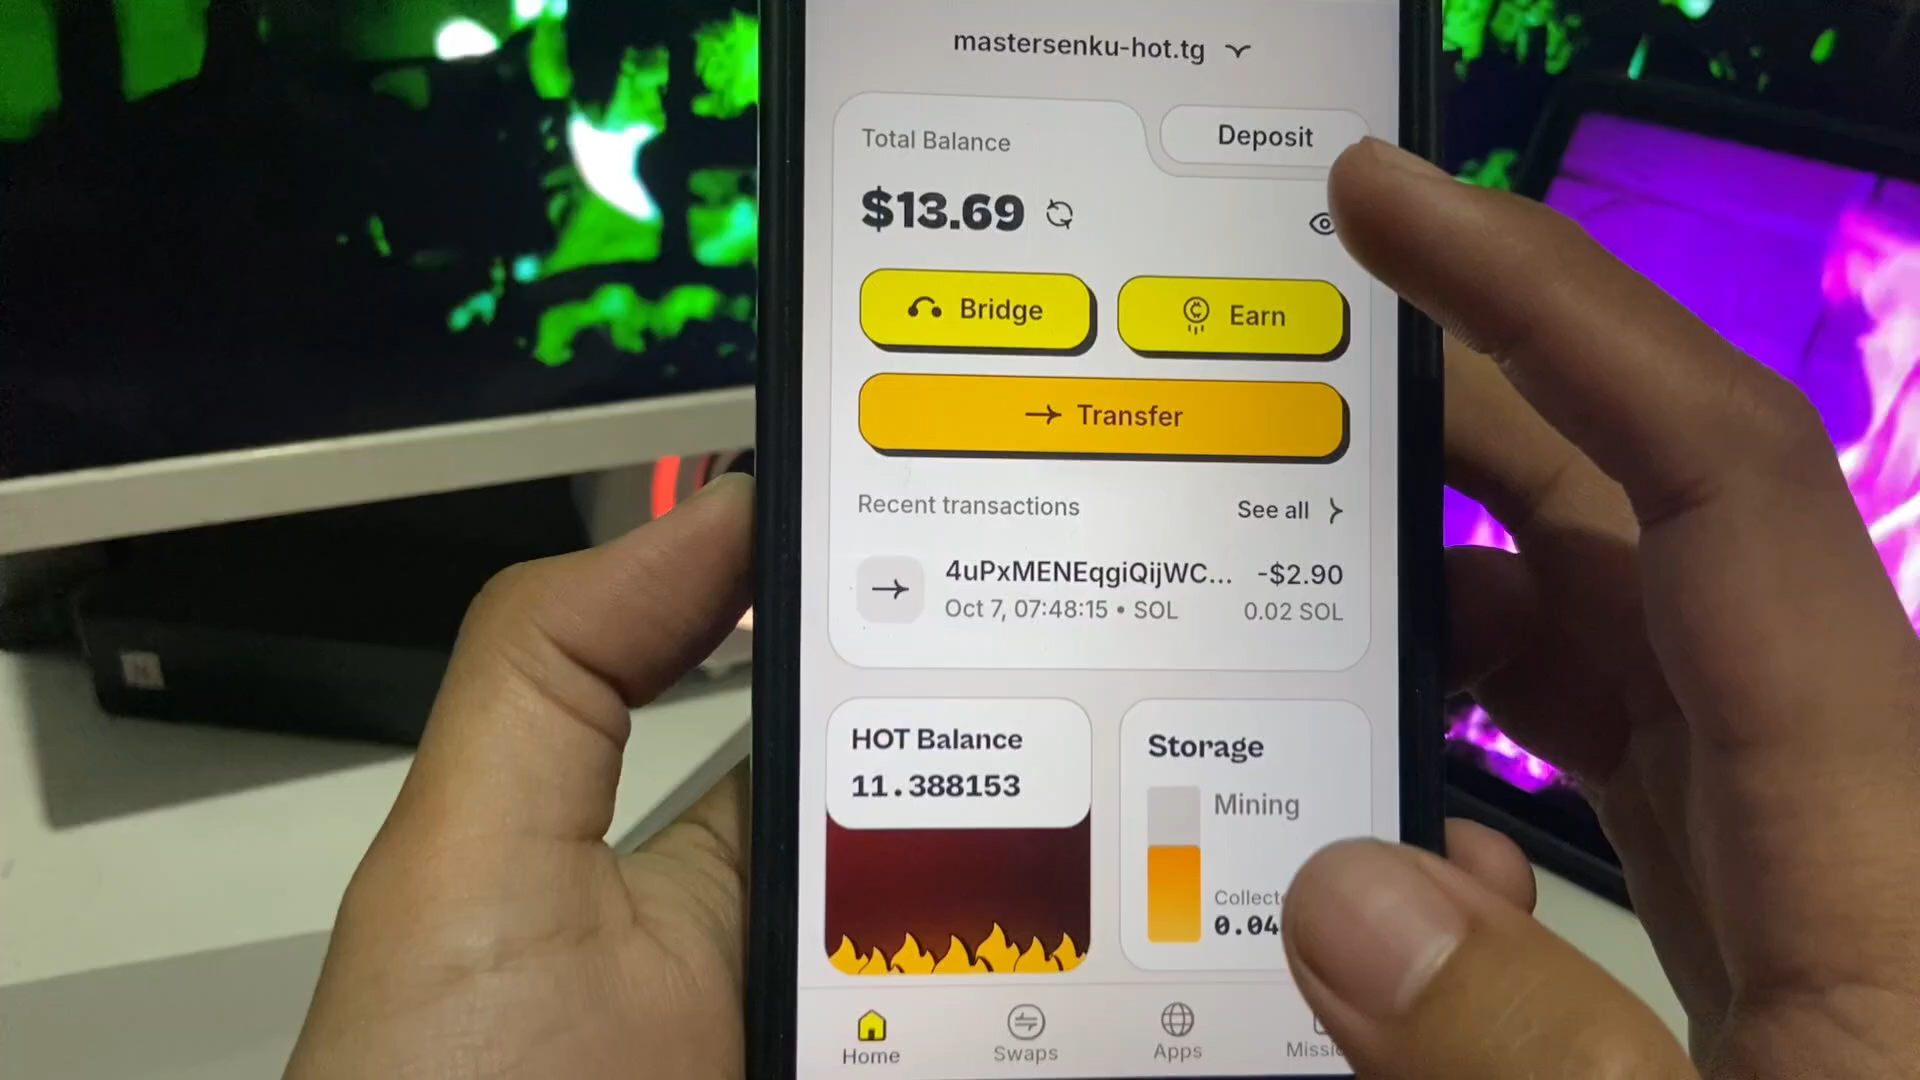 mastersenku-hot.tg
Total Balance
Deposit
$13.69
Bridge
Earn
Transfer
Recent transactions
See all
4uPxMENEqgiQijWC...
-$2.90
Oct 7, 07:48:15 • SOL
0.02 SOL
HOT Balance
11.388153
Storage
Mining
0.04
Home
Swaps
Apps